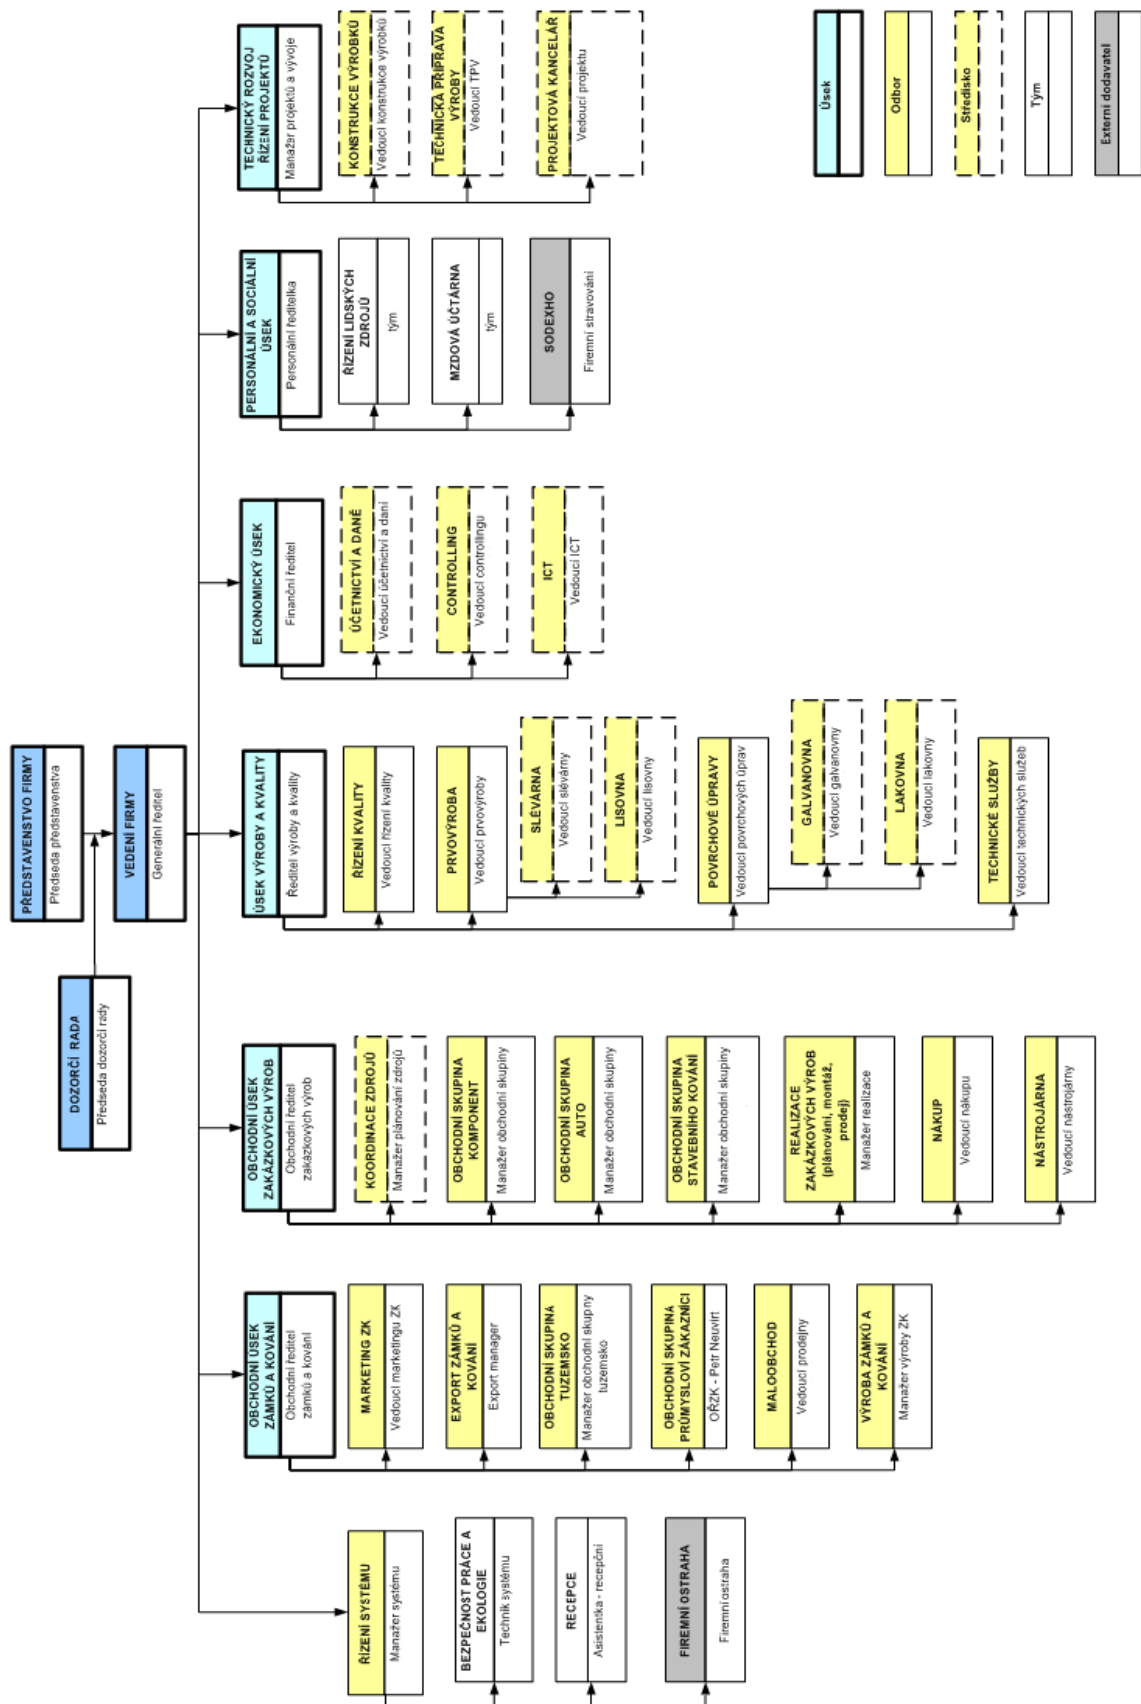 PŘEDSTAVENSTVO FIRMY
Předseda představenstva
DOZORČÍ RADA
Předseda dozorčí rady
VEDENÍ FIRMY
Generální ředitel
ŘÍZENÍ SYSTÉMU
Manažer systému
BEZPEČNOST PRÁCE A
EKOLOGIE
Technik systému
RECEPCE
Asistentka - recepční
FIREMNÍ OSTRAHA
Firemní ostraha
OBCHODNÍ ÚSEK
ZÁMKŮ A KOVÁNÍ
Obchodní ředitel
zámků a kování
MARKETING ZK
Vedoucí marketingu ZK
EXPORT ZÁMKŮ A
KOVÁNÍ
Export manager
OBCHODNÍ SKUPINA
TUZEMSKO
Manažer obchodní skupiny
tuzemsko
OBCHODNÍ SKUPINA
PRŮMYSLOVÍ ZÁKAZNÍCI
OŘZK - Petr Neuvirt
MALOOBCHOD
Vedoucí prodejny
VÝROBA ZÁMKŮ A
KOVÁNÍ
Manažer výroby ZK
OBCHODNÍ ÚSEK
ZAKÁZKOVÝCH VÝROB
Obchodní ředitel
zakázkových výrob
KOORDINACE ZDROJŮ
Manažer plánování zdrojů
OBCHODNÍ SKUPINA
KOMPONENT
Manažer obchodní skupiny
OBCHODNÍ SKUPINA
AUTO
Manažer obchodní skupiny
OBCHODNÍ SKUPINA
STAVEBNÍHO KOVÁNÍ
Manažer obchodní skupiny
REALIZACE
ZAKÁZKOVÝCH VÝROB
(plánování, montáž,
prodej)
Manažer realizace
NÁKUP
Vedoucí nákupu
NÁSTROJÁRNA
Vedoucí nástrojárny
ÚSEK VÝROBY A KVALITY
Ředitel výroby a kvality
ŘÍZENÍ KVALITY
Vedoucí řízení kvality
PRVOVÝROBA
Vedoucí prvovýroby
SLÉVÁRNA
Vedoucí slévárny
LISOVNA
Vedoucí lisovny
POVRCHOVÉ ÚPRAVY
Vedoucí povrchových úprav
GALVANOVNA
Vedoucí galvanovny
LAKOVNA
Vedoucí lakovny
TECHNICKÉ SLUŽBY
Vedoucí technických služeb
EKONOMICKÝ ÚSEK
Finanční ředitel
ÚČETNICTVÍ A DANĚ
Vedoucí účetnictví a daní
CONTROLLING
Vedoucí controllingu
ICT
Vedoucí ICT
PERSONÁLNÍ A SOCIÁLNÍ
ÚSEK
Personální ředitelka
ŘÍZENÍ LIDSKÝCH
ZDROJŮ
tým
MZDOVÁ ÚČTÁRNA
tým
SODEXHO
Firemní stravování
TECHNICKÝ ROZVOJ
ŘÍZENÍ PROJEKTŮ
Manažer projektů a vývoje
KONSTRUKCE VÝROBKŮ
Vedoucí konstrukce výrobků
TECHNICKÁ PŘÍPRAVA
VÝROBY
Vedoucí TPV
PROJEKTOVÁ KANCELÁŘ
Vedoucí projektu
Úsek
Odbor
Středisko
Tým
Externí dodavatel